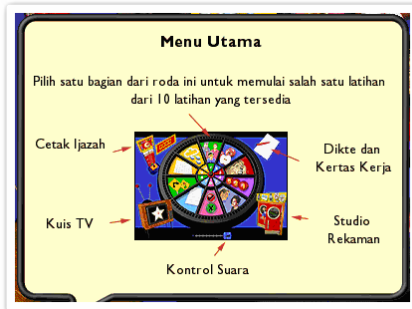 Menu Utama
Pilih satu bagian dari roda ini untuk memulai salah satu latihan
dari 10 latihan yang tersedia
Cetak Ijazah
Dikte dan
Kertas Kerja
Kuis TV
Studio
Rekaman
Kontrol Suara